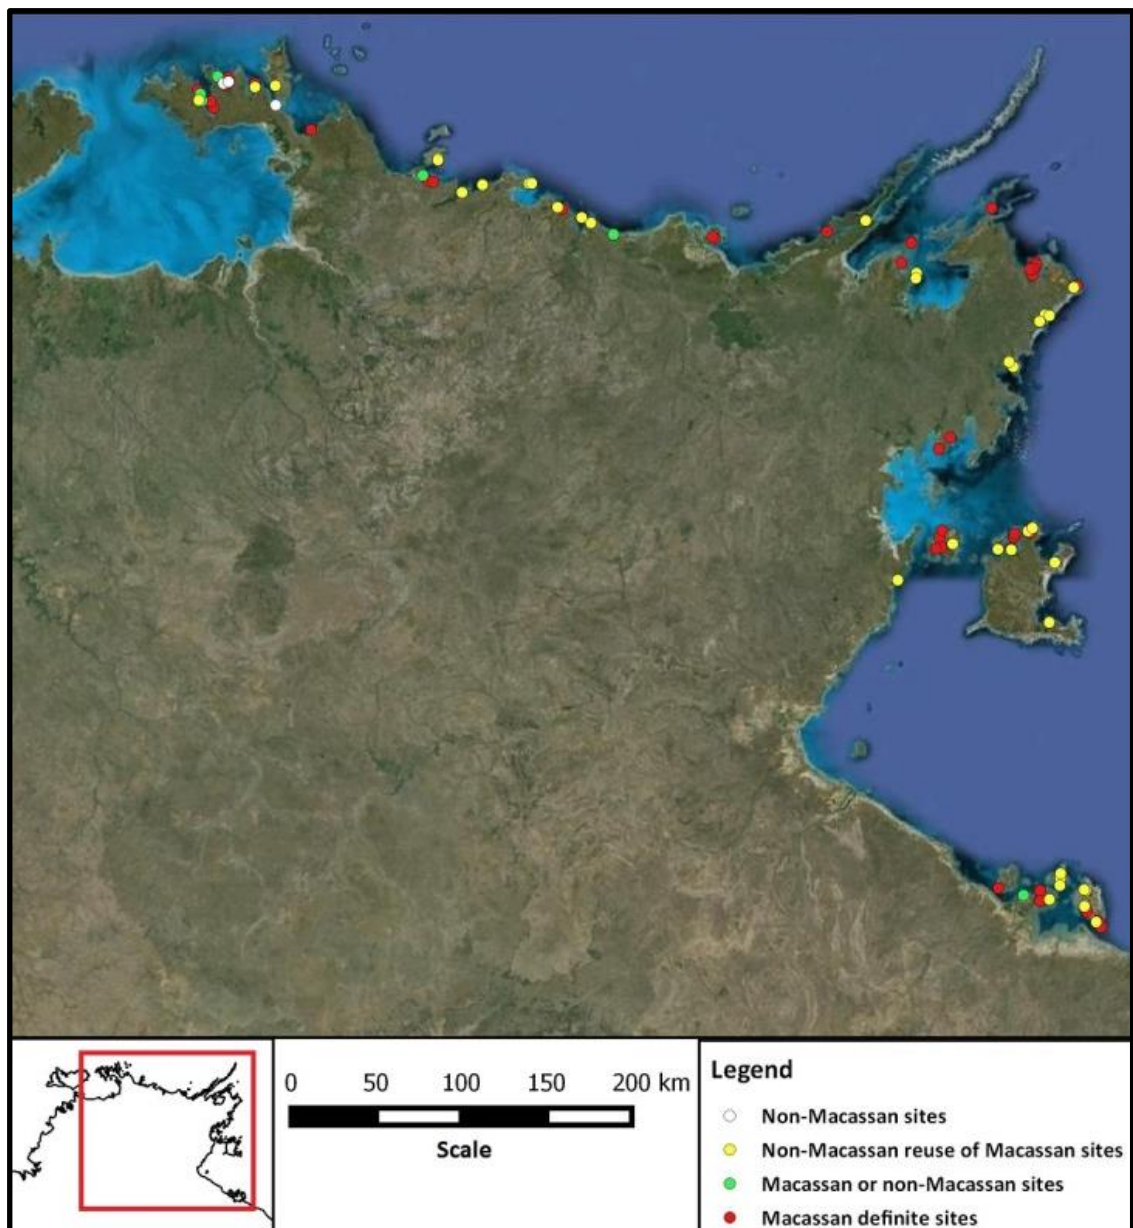 0 50 100 150 200 km
Scale
Legend
Non-Macassan sites
Non-Macassan reuse of Macassan sites
Macassan or non-Macassan sites
Macassan definite sites